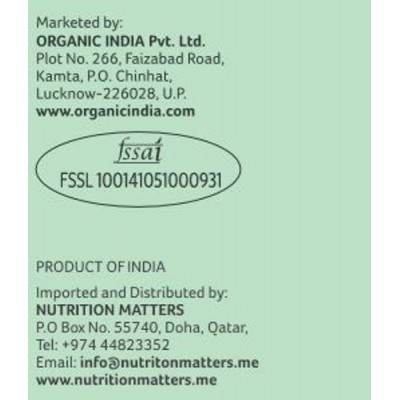 Marketed by:
ORGANIC INDIA Pvt. Ltd.
Plot No. 266, Faizabad Road,
Kamta, P.O. Chinhat,
Lucknow-226028, U.P.
www.organicindia.com
fssai
FSSL 100141051000931
PRODUCT OF INDIA
Imported and Distributed by:
NUTRITION MATTERS
P.O Box No. 55740, Doha, Qatar,
Tel: +974 44823352
Email: info@nutritonmatters.me
www.nutritionmatters.me